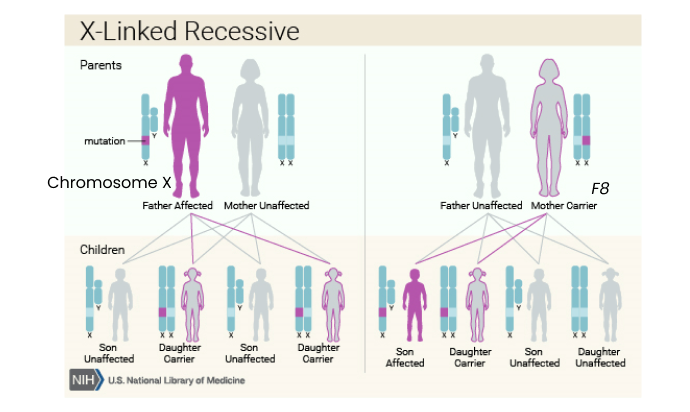 X-Linked Recessive
Parents
Y
mutation
X
X X
Chromosome X
Father Affected
Mother Unaffected
Y
X
X X
F8
Father Unaffected
Mother Carrier
Children
Y
X
Son
Unaffected
X X
Daughter
Carrier
Y
X
Son
Unaffected
X X
Daughter
Carrier
Y
X
Son
Affected
X X
Daughter
Carrier
Y
X
Son
Unaffected
X X
Daughter
Unaffected
NIH U.S. National Library of Medicine